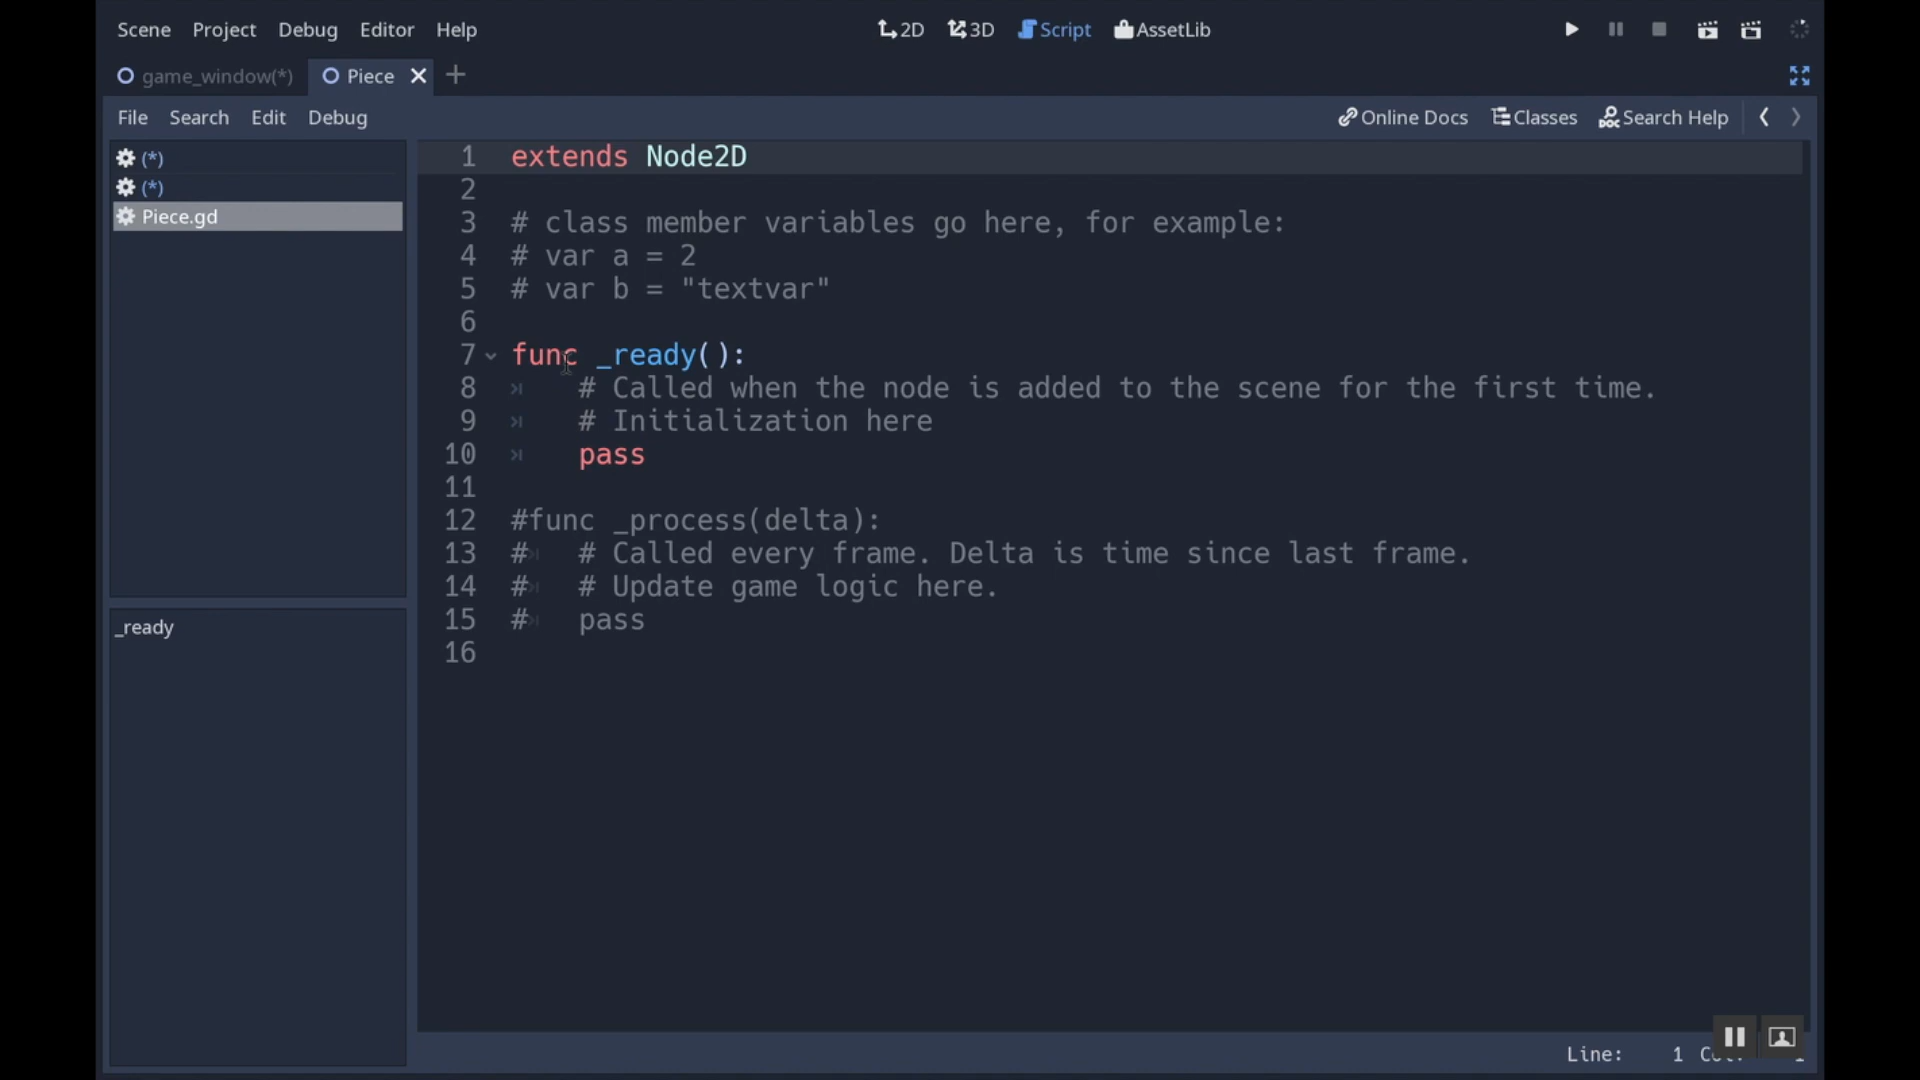 Scene Project Debug Editor Help 2D 3D Script AssetLib
game_window(*) Piece
File Search Edit Debug Online Docs Classes Search Help
(*)
(*)
Piece.gd
_ready
1 extends Node2D
2
3 # class member variables go here, for example:
4 # var a = 2
5 # var b = "textvar"
6
7 func _ready():
8 # Called when the node is added to the scene for the first time.
9 # Initialization here
10 pass
11
12 #func _process(delta):
13 # # Called every frame. Delta is time since last frame.
14 # # Update game logic here.
15 # pass
16
Line: 1